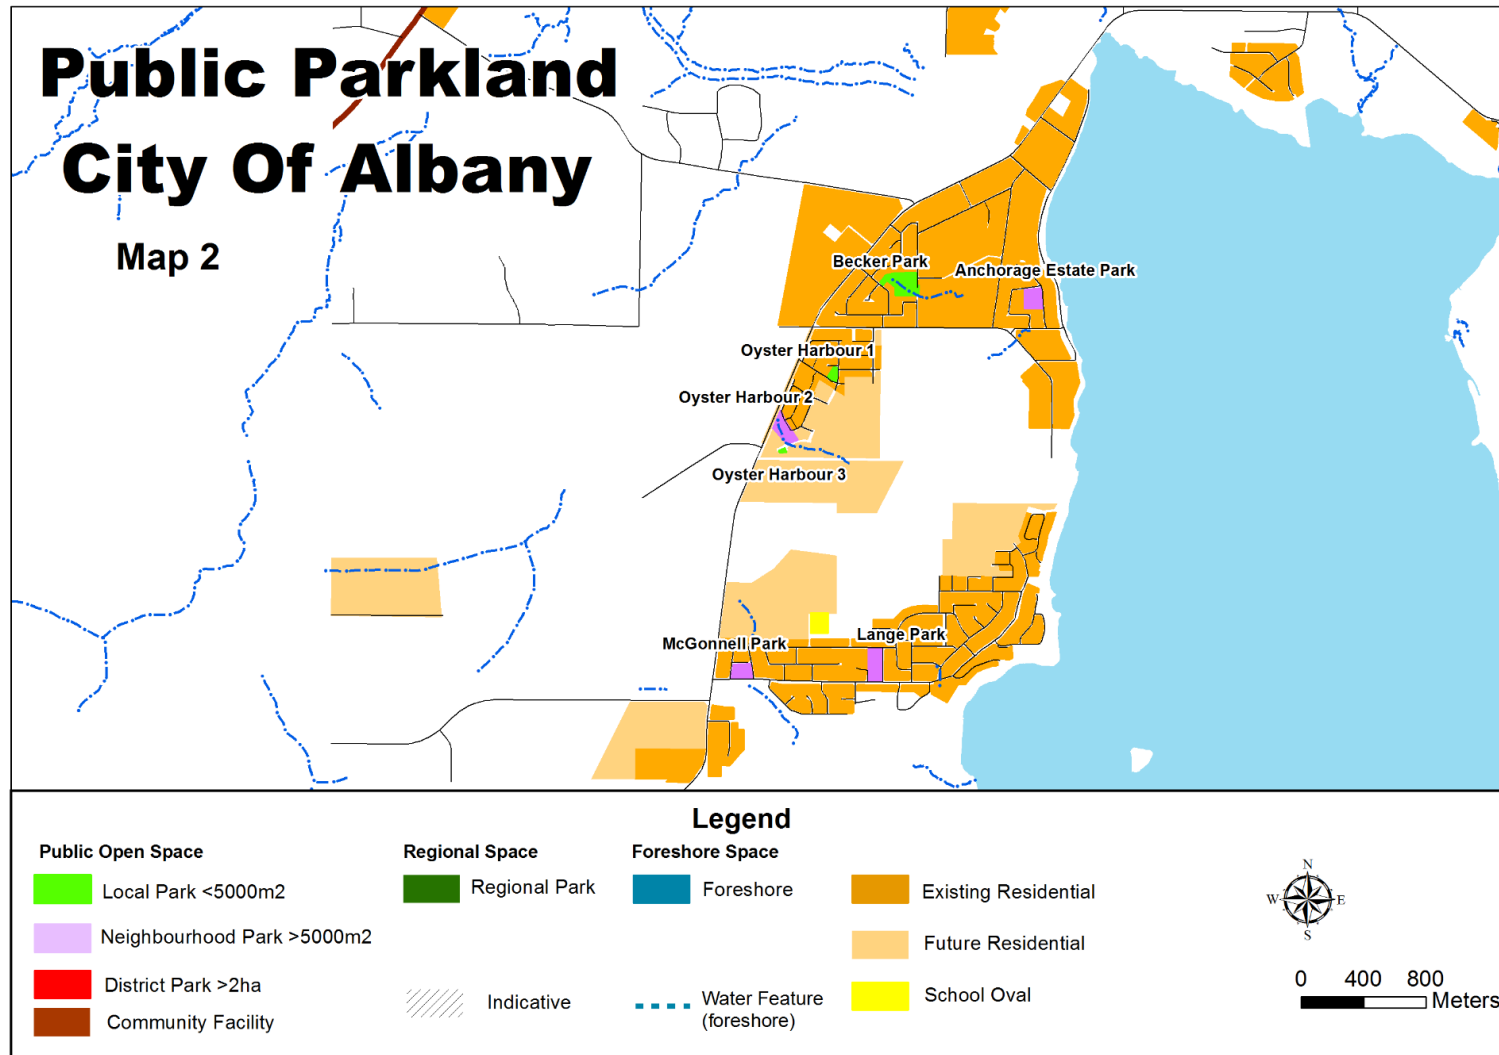 Public Parkland
City Of Albany
Map 2
Becker Park
Anchorage Estate Park
Oyster Harbour 1
Oyster Harbour 2
Oyster Harbour 3
McGonnell Park
Lange Park
Legend
Public Open Space
Local Park <5000m2
Neighbourhood Park >5000m2
District Park >2ha
Community Facility
Regional Space
Regional Park
Indicative
Foreshore Space
Foreshore
Water Feature
(foreshore)
Existing Residential
Future Residential
School Oval
N
W E
S
0 400 800
Meters